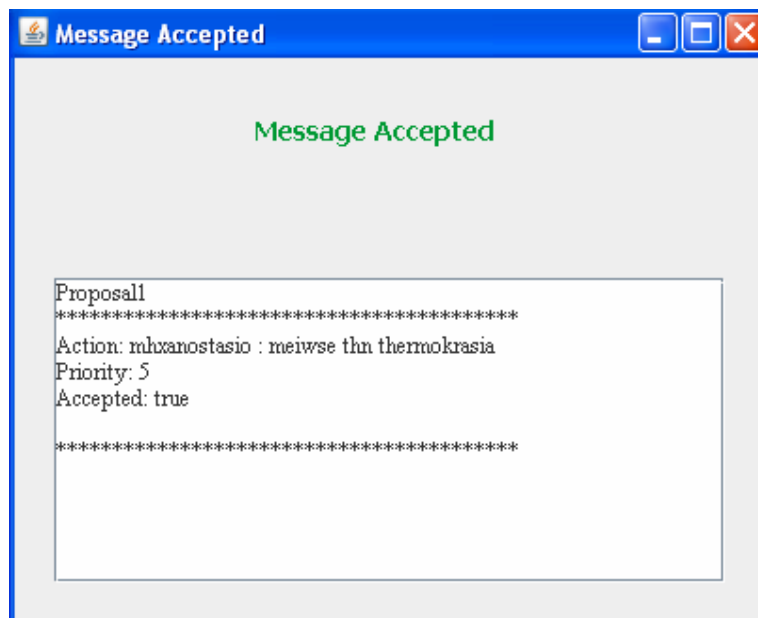 Message Accepted
Message Accepted
Proposal1
*****************************************
Action: mhxanostasio : meiwse thn thermokrasia
Priority: 5
Accepted: true
*****************************************